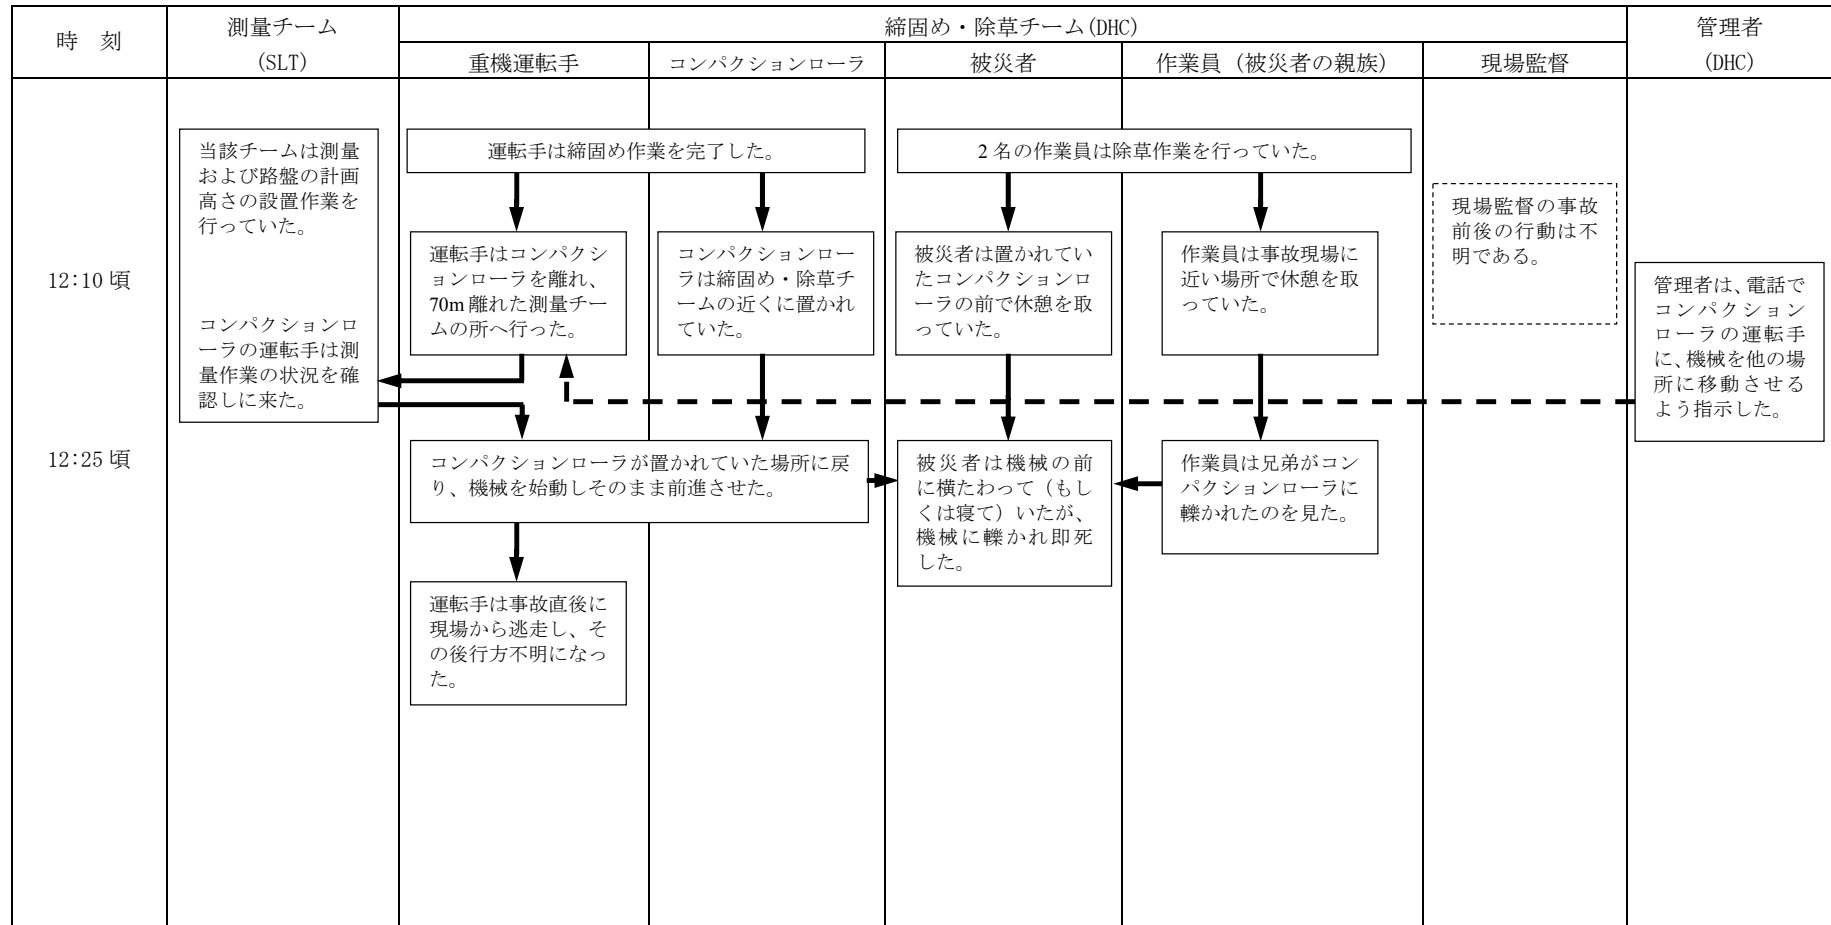 時 刻
測量チーム
(SLT)
締固め・除草チーム(DHC)
管理者
(DHC)
重機運転手
コンパクションローラ
被災者
作業員（被災者の親族）
現場監督
当該チームは測量
および路盤の計画
高さの設置作業を
行っていた。
運転手は締固め作業を完了した。
2 名の作業員は除草作業を行っていた。
現場監督の事故
前後の行動は不
明である。
12:10 頃
運転手はコンパクシ
ョンローラを離れ、
70m 離れた測量チー
ムの所へ行った。
コンパクションロー
ラは締固め・除草チ
ームの近くに置かれ
ていた。
被災者は置かれてい
たコンパクションロ
ーラの前で休憩を取
っていた。
作業員は事故現場に
近い場所で休憩を取
っていた。
管理者は、電話で
コンパクション
ローラの運転手
に、機械を他の場
所に移動させる
よう指示した。
コンパクションロ
ーラの運転手は測
量作業の状況を確
認しに来た。
12:25 頃
コンパクションローラが置かれていた場所に戻
り、機械を始動しそのまま前進させた。
被災者は機械の前
に横たわって（もし
くは寝て）いたが、
機械に轢かれ即死
した。
作業員は兄弟がコン
パクションローラに
轢かれたのを見た。
運転手は事故直後に
現場から逃走し、そ
の後行方不明になっ
た。